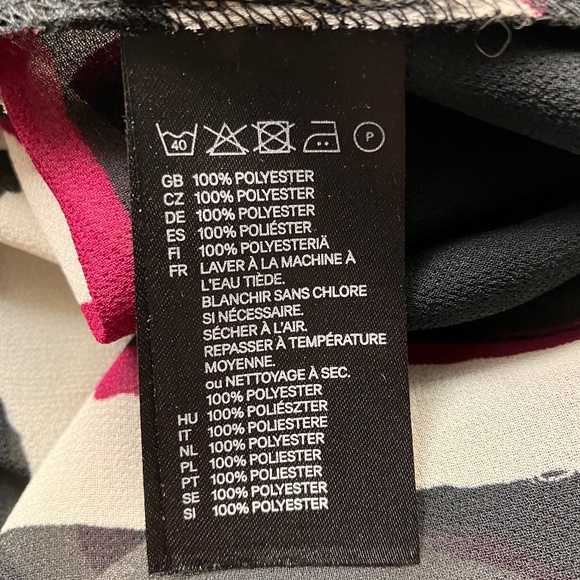 40 P
GB 100% POLYESTER
CZ 100% POLYESTER
DE 100% POLYESTER
ES 100% POLIÉSTER
FI 100% POLYESTERIÄ
FR LAVER À LA MACHINE À
L'EAU TIÈDE.
BLANCHIR SANS CHLORE
SI NÉCESSAIRE.
SÉCHER À L'AIR.
REPASSER À TEMPÉRATURE
MOYENNE.
ou NETTOYAGE À SEC.
100% POLYESTER
HU 100% POLIÉSZTER
IT 100% POLIESTERE
NL 100% POLYESTER
PL 100% POLIESTER
PT 100% POLIÉSTER
SE 100% POLYESTER
SI 100% POLYESTER